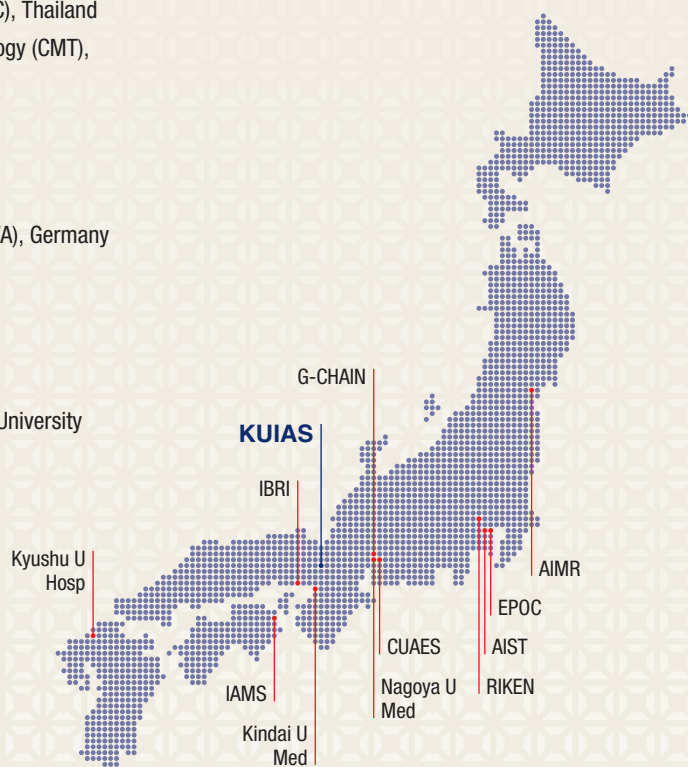 C), Thailand
ogy (CMT),
A), Germany
University
G-CHAIN
KUIAS
IBRI
Kyushu U
Hosp
AIMR
EPOC
CUAES
AIST
IAMS
Nagoya U
Med
RIKEN
Kindai U
Med